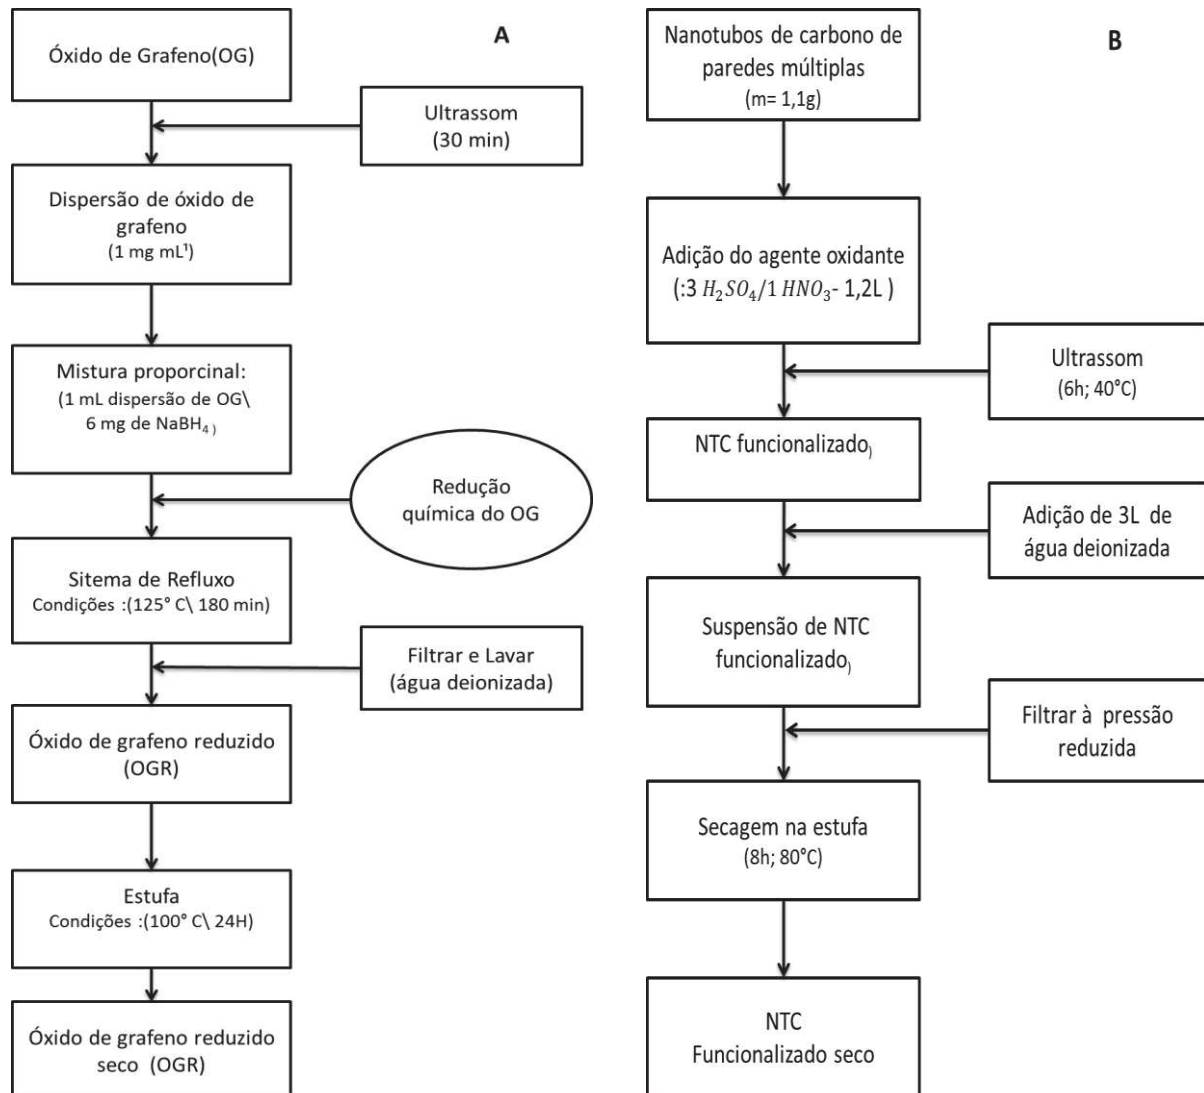 A
Óxido de Grafeno(OG)
Ultrassom
(30 min)
Dispersão de óxido de
grafeno
(1 mg mL¹)
Mistura proporcinal:
(1 mL dispersão de OG\
6 mg de NaBH₄ )
Redução
química do OG
Sitema de Refluxo
Condições :(125° C\ 180 min)
Filtrar e Lavar
(água deionizada)
Óxido de grafeno reduzido
(OGR)
Estufa
Condições :(100° C\ 24H)
Óxido de grafeno reduzido
seco (OGR)
B
Nanotubos de carbono de
paredes múltiplas
(m= 1,1g)
Adição do agente oxidante
(:3 H₂SO₄/1 HNO₃- 1,2L )
Ultrassom
(6h; 40°C)
NTC funcionalizado)
Adição de 3L de
água deionizada
Suspensão de NTC
funcionalizado)
Filtrar à pressão
reduzida
Secagem na estufa
(8h; 80°C)
NTC
Funcionalizado seco